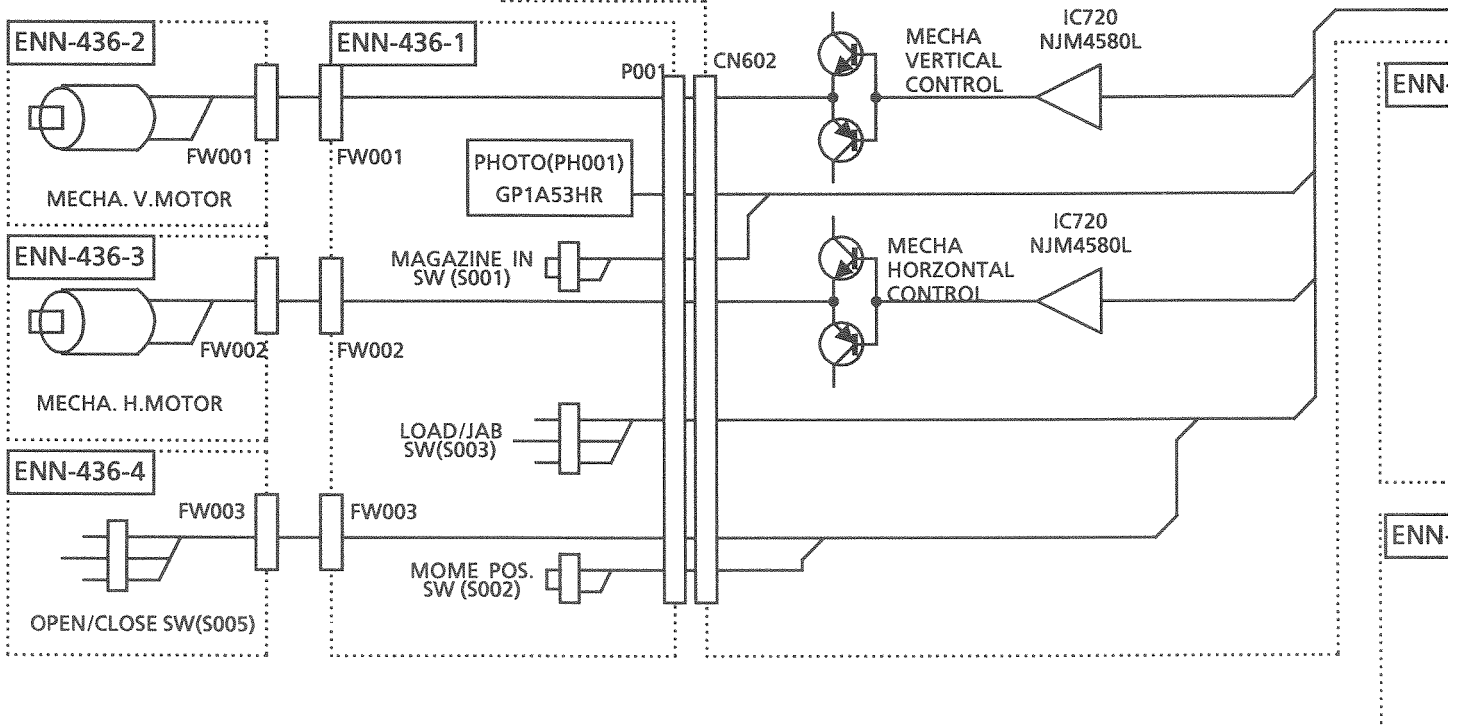 ENN-436-2
FW001
MECHA. V.MOTOR
ENN-436-3
FW002
MECHA. H.MOTOR
ENN-436-4
FW003
OPEN/CLOSE SW(S005)
ENN-436-1
P001
CN602
FW001
PHOTO(PH001)
GP1A53HR
MAGAZINE IN
SW (S001)
FW002
LOAD/JAB
SW(S003)
FW003
MOME POS.
SW (S002)
MECHA
VERTICAL
CONTROL
IC720
NJM4580L
MECHA
HORZONTAL
CONTROL
IC720
NJM4580L
ENN-
ENN-